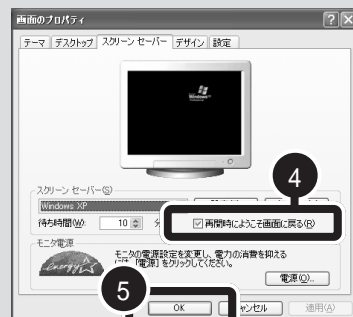 画面のプロパティ
テーマ デスクトップ スクリーン セーバー デザイン 設定
Windows
スクリーン セーバー(S)
Windows XP
待ち時間(W): 10
4
再開時にようこそ画面に戻る(R)
モニタ電源
モニタの電源設定を変更し、電力の消費を抑える
には、[電源] をクリックしてください。
energy
電源(O)...
5
OK ャンセル 適用(A)